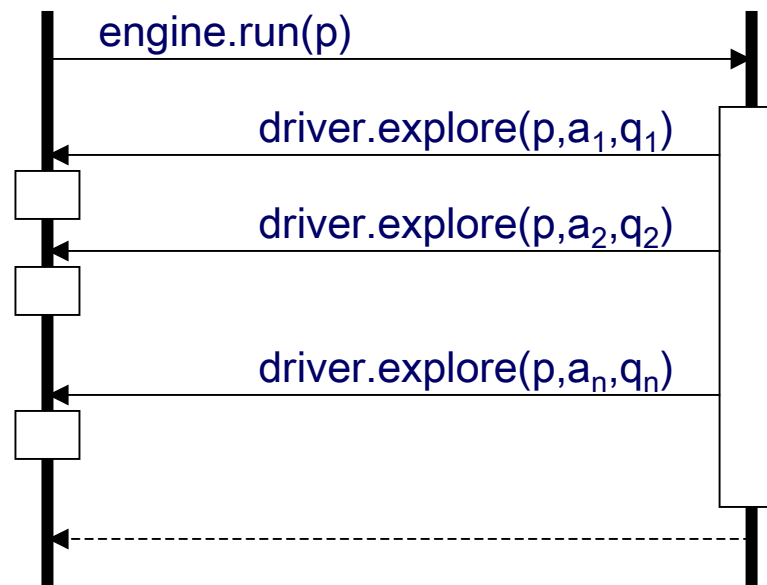 engine.run(p)
driver.explore(p,a₁,q₁)
driver.explore(p,a₂,q₂)
driver.explore(p,aₙ,qₙ)